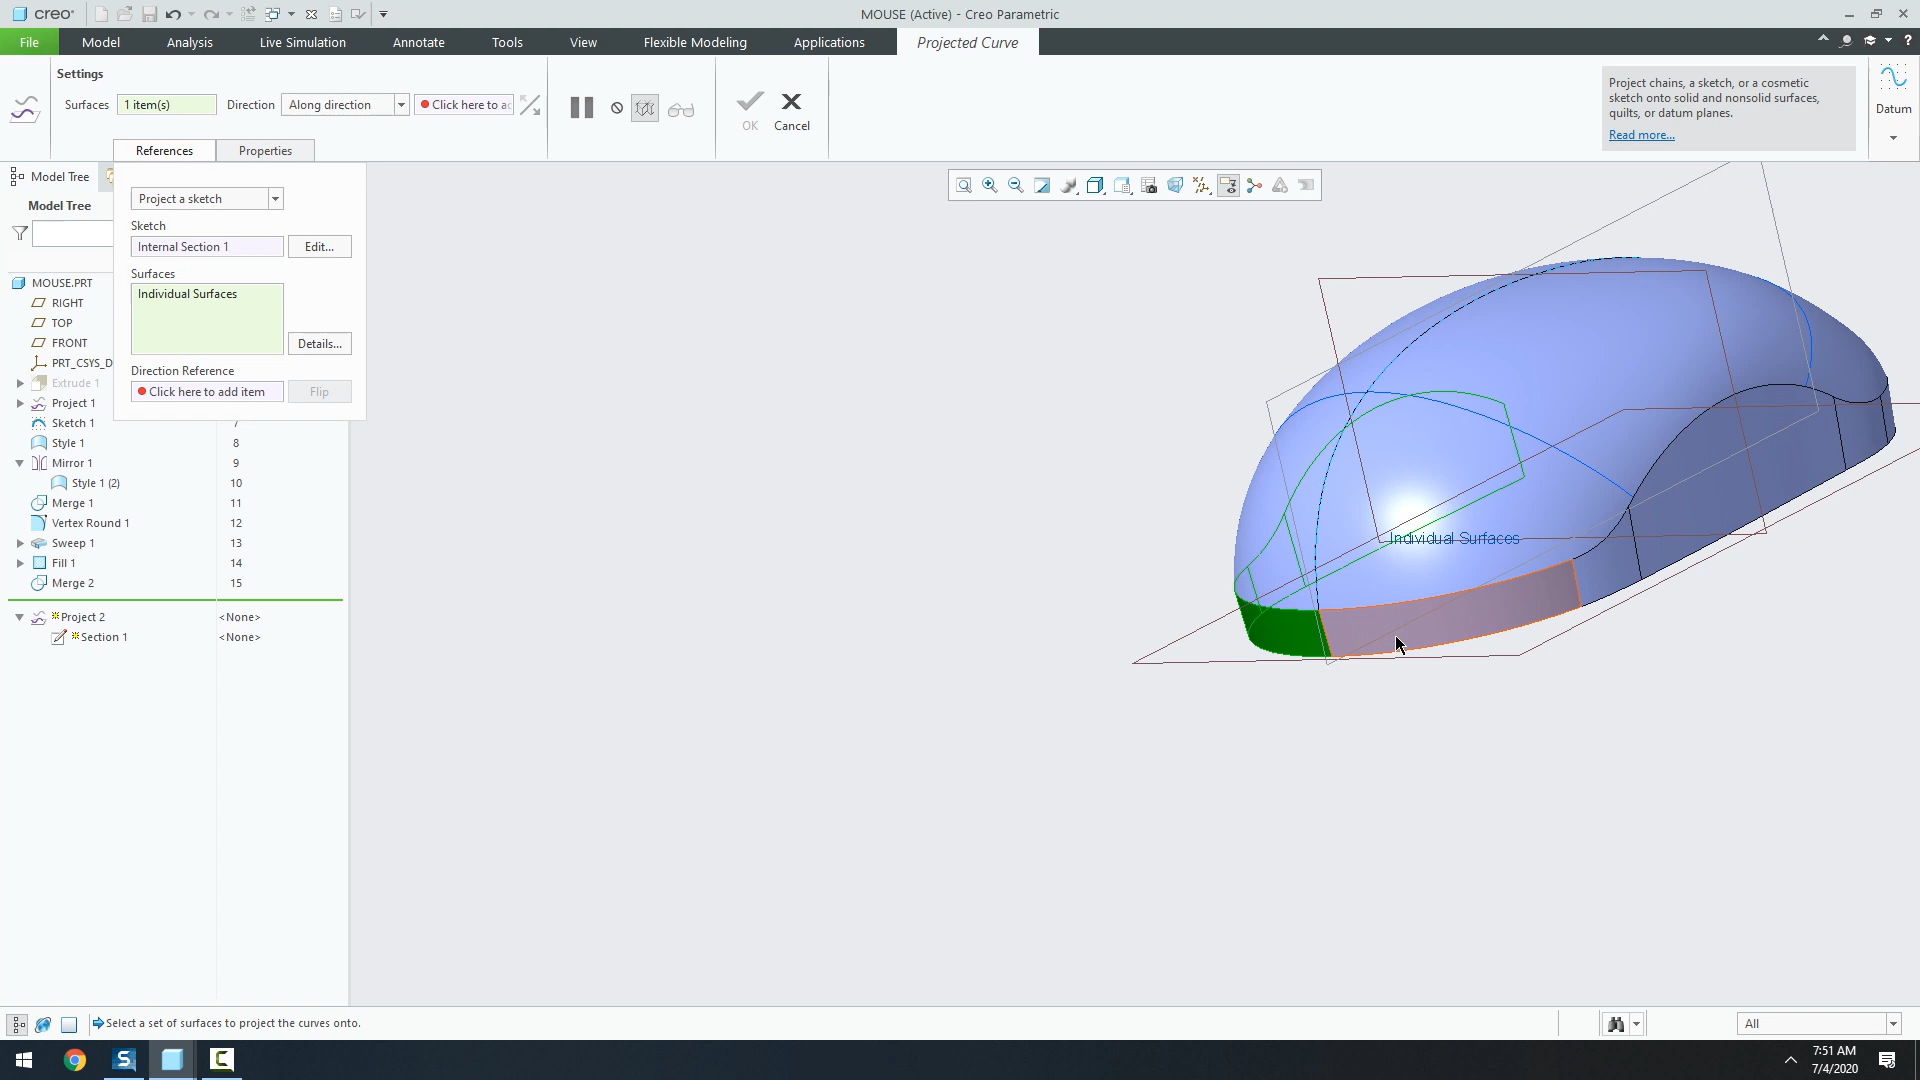 creo
MOUSE (Active) - Creo Parametric
File Model Analysis Live Simulation Annotate Tools View Flexible Modeling Applications Projected Curve
Settings
Surfaces 1 item(s) Direction Along direction Click here to ac
OK Cancel
Project chains, a sketch, or a cosmetic
sketch onto solid and nonsolid surfaces,
quilts, or datum planes.
Read more...
Datum
References Properties
Model Tree
Model Tree
Project a sketch
Sketch
Internal Section 1 Edit...
Surfaces
Individual Surfaces
Details...
Direction Reference
Click here to add item Flip
MOUSE.PRT
RIGHT
TOP
FRONT
PRT_CSYS_D
Extrude 1
Project 1
Sketch 1 7
Style 1 8
Mirror 1 9
Style 1 (2) 10
Merge 1 11
Vertex Round 1 12
Sweep 1 13
Fill 1 14
Merge 2 15
Project 2 <None>
Section 1 <None>
Individual Surfaces
Select a set of surfaces to project the curves onto.
All
7:51 AM
7/4/2020